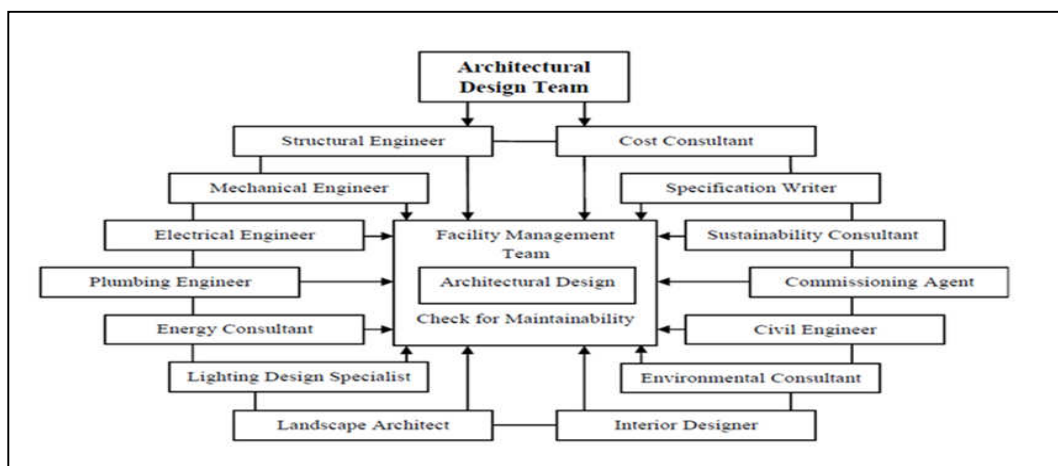 Architectural
Design Team
Structural Engineer
Cost Consultant
Mechanical Engineer
Specification Writer
Electrical Engineer
Facility Management
Team
Sustainability Consultant
Plumbing Engineer
Architectural Design
Commissioning Agent
Energy Consultant
Check for Maintainability
Civil Engineer
Lighting Design Specialist
Environmental Consultant
Landscape Architect
Interior Designer